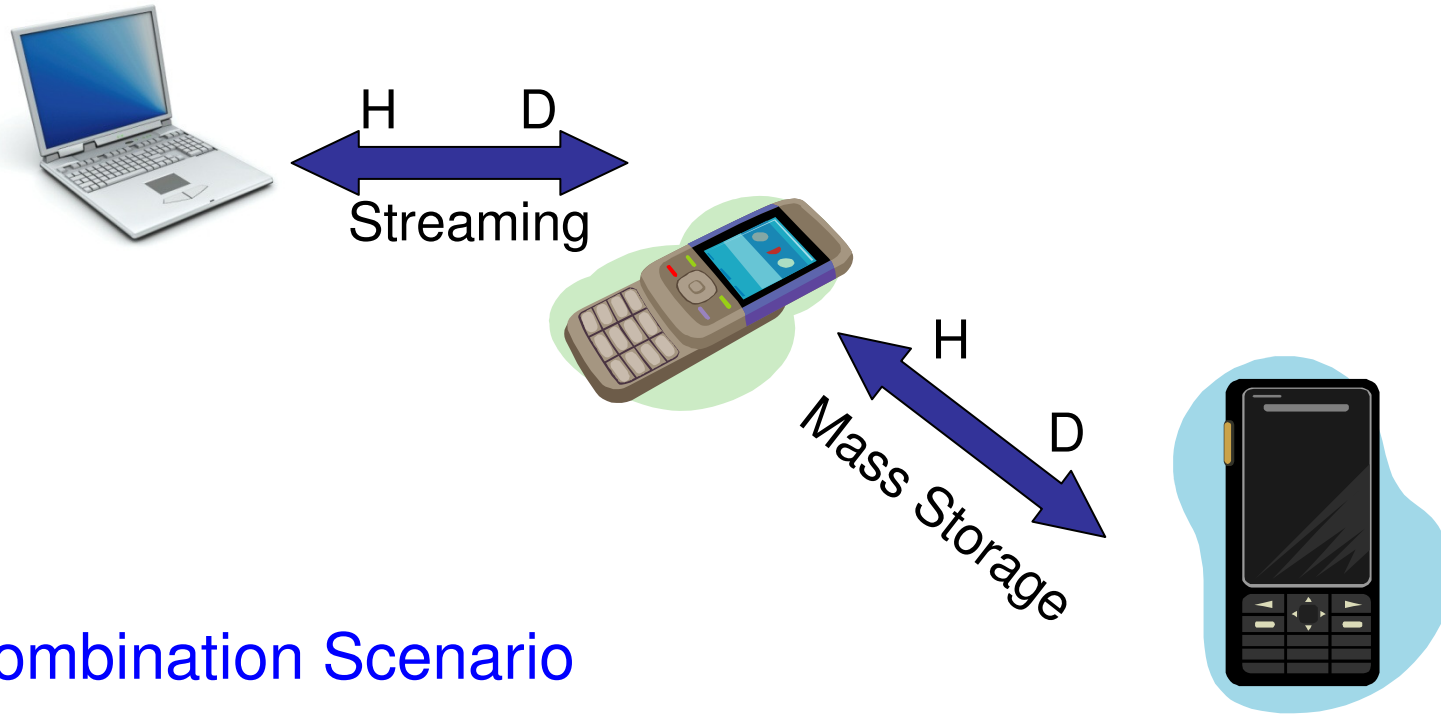 H D
Streaming
H
D
Mass Storage
ombination Scenario